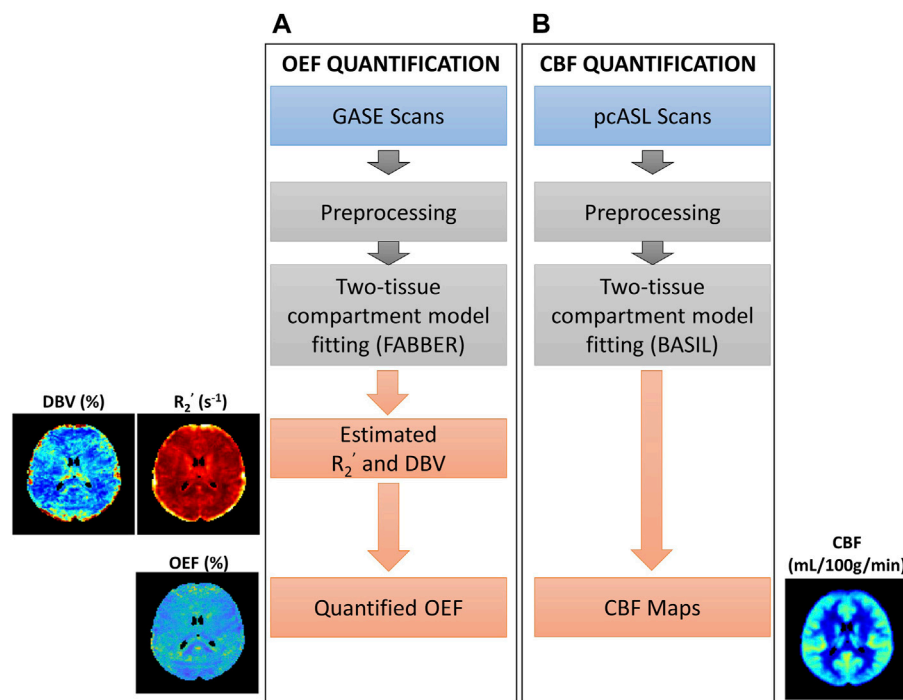 A
B
OEF QUANTIFICATION
CBF QUANTIFICATION
GASE Scans
pcASL Scans
Preprocessing
Preprocessing
Two-tissue
compartment model
fitting (FABBER)
Two-tissue
compartment model
fitting (BASIL)
DBV (%)
R₂′ (s⁻¹)
Estimated
R₂′ and DBV
OEF (%)
Quantified OEF
CBF Maps
CBF
(mL/100g/min)